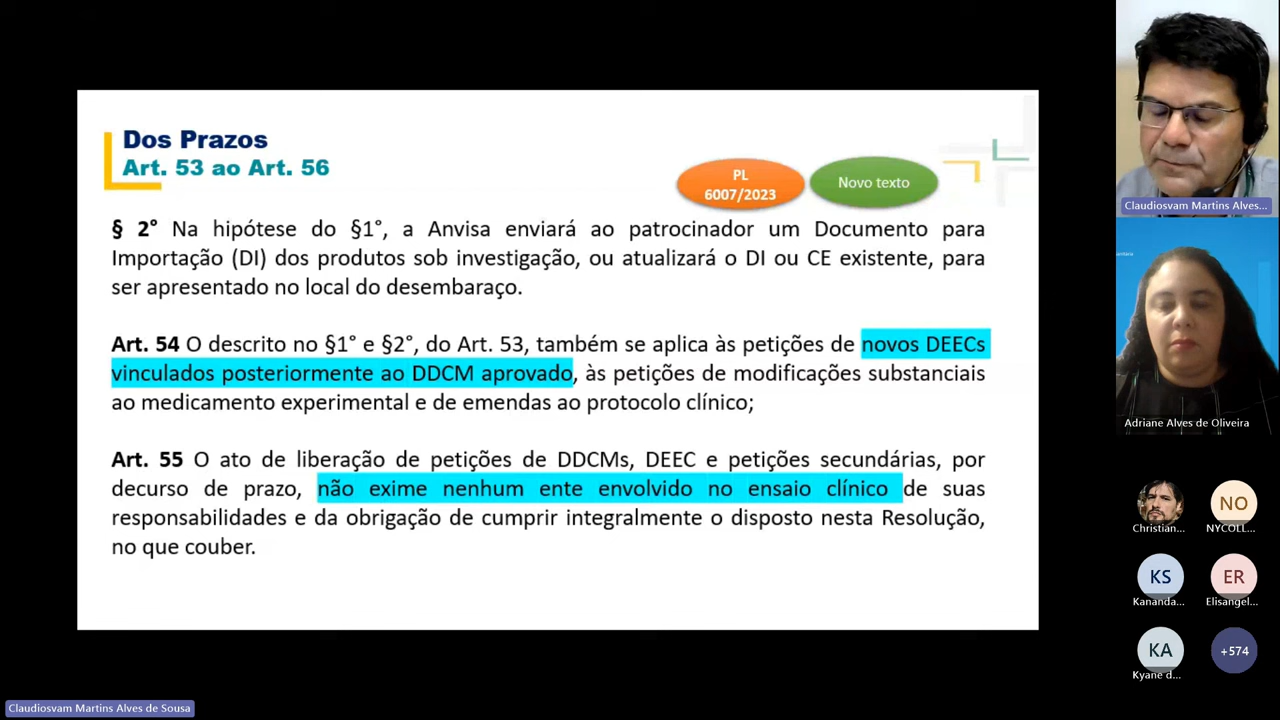 Dos Prazos
Art. 53 ao Art. 56
PL
6007/2023
Novo texto
§ 2° Na hipótese do §1°, a Anvisa enviará ao patrocinador um Documento para
Importação (DI) dos produtos sob investigação, ou atualizará o DI ou CE existente, para
ser apresentado no local do desembaraço.
Art. 54 O descrito no §1° e §2°, do Art. 53, também se aplica às petições de novos DEECs
vinculados posteriormente ao DDCM aprovado, às petições de modificações substanciais
ao medicamento experimental e de emendas ao protocolo clínico;
Art. 55 O ato de liberação de petições de DDCMs, DEEC e petições secundárias, por
decurso de prazo, não exime nenhum ente envolvido no ensaio clínico de suas
responsabilidades e da obrigação de cumprir integralmente o disposto nesta Resolução,
no que couber.
Claudiosvam Martins Alves...
Adriane Alves de Oliveira
Christian...
NO
NYCOLL...
KS
Kananda...
ER
Elisangel...
KA
Kyane d...
+574
Claudiosvam Martins Alves de Sousa